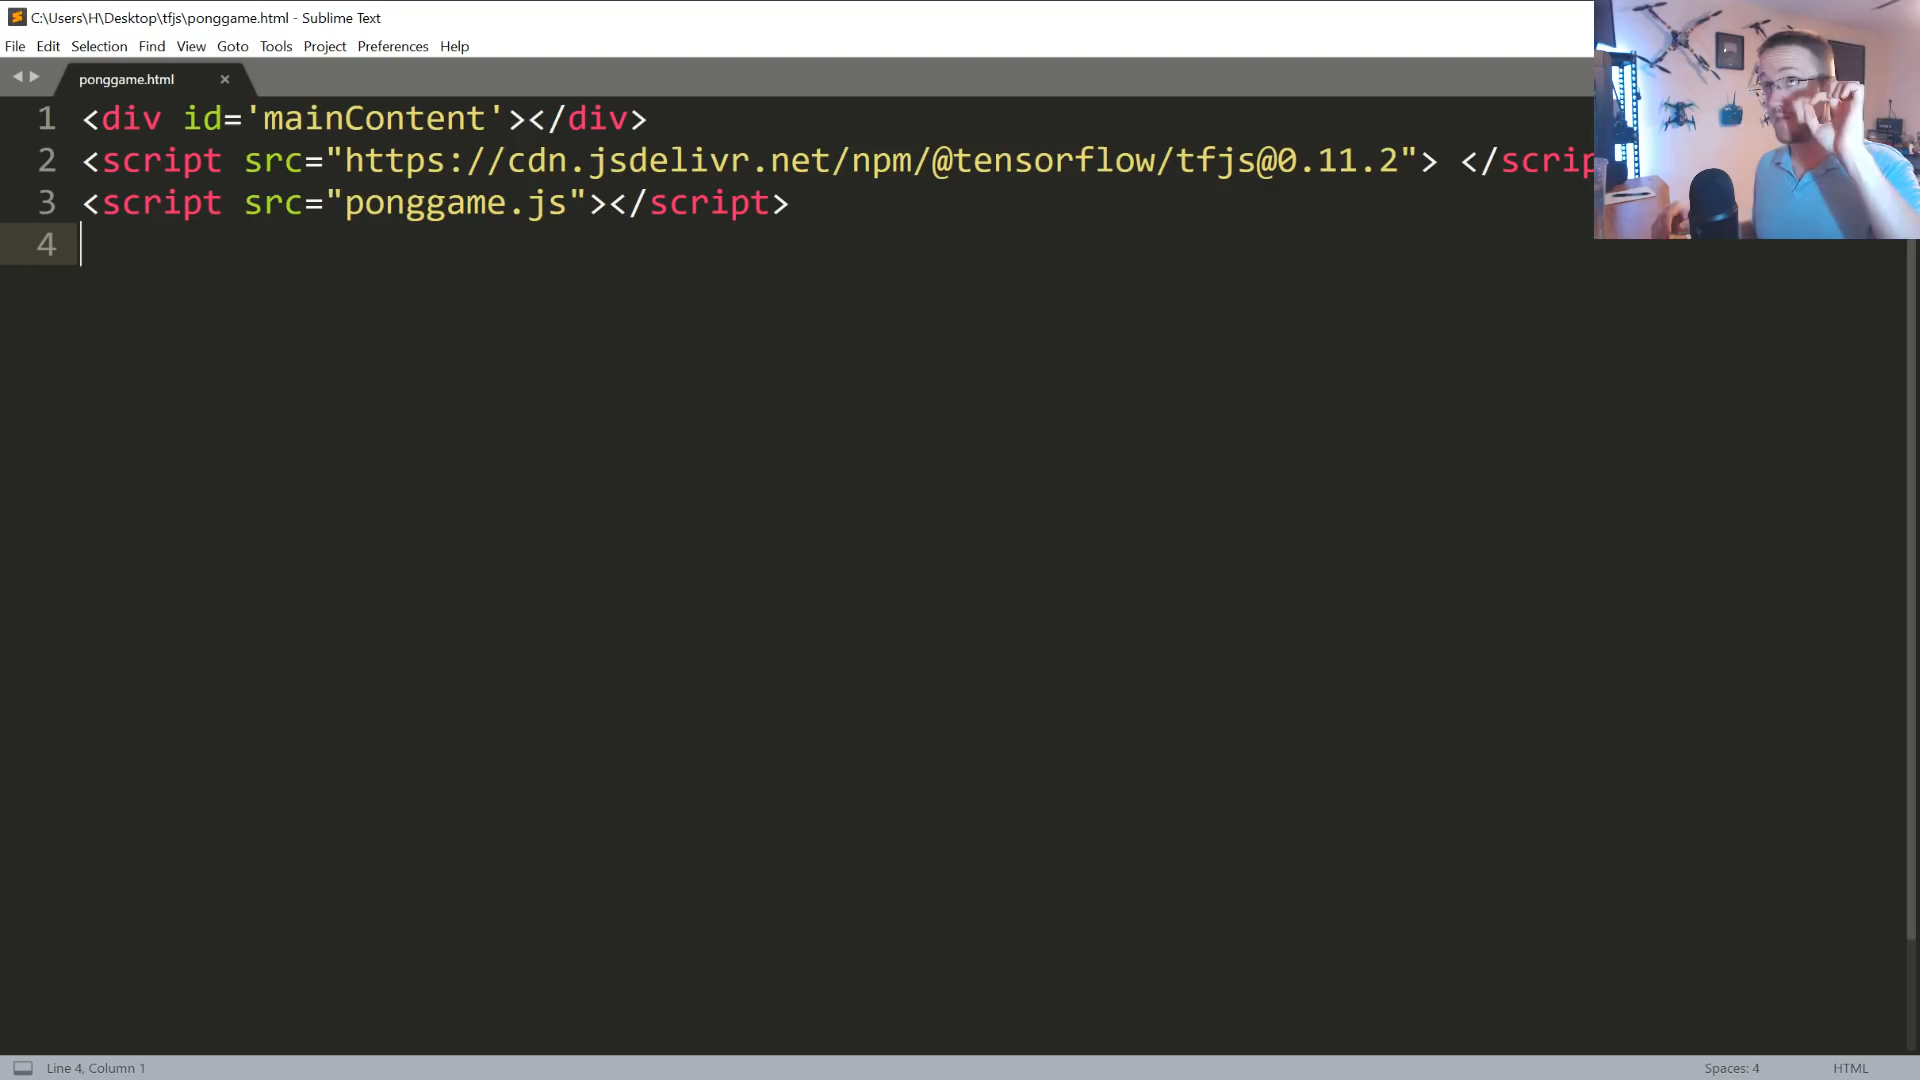 C:\Users\H\Desktop\tfjs\ponggame.html - Sublime Text
File Edit Selection Find View Goto Tools Project Preferences Help
ponggame.html ×
1 <div id='mainContent'></div>
2 <script src="https://cdn.jsdelivr.net/npm/@tensorflow/tfjs@0.11.2"> </scrip
3 <script src="ponggame.js"></script>
4
Line 4, Column 1 Spaces: 4 HTML